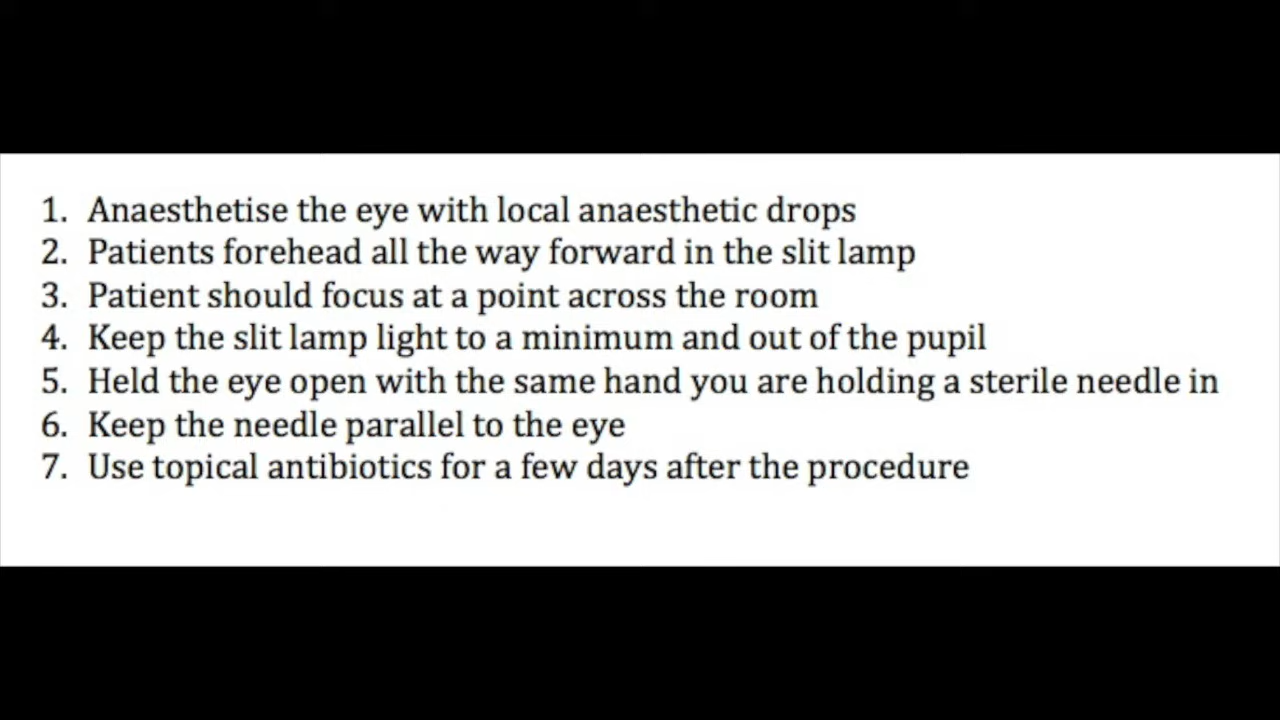 1. Anaesthetise the eye with local anaesthetic drops
2. Patients forehead all the way forward in the slit lamp
3. Patient should focus at a point across the room
4. Keep the slit lamp light to a minimum and out of the pupil
5. Held the eye open with the same hand you are holding a sterile needle in
6. Keep the needle parallel to the eye
7. Use topical antibiotics for a few days after the procedure